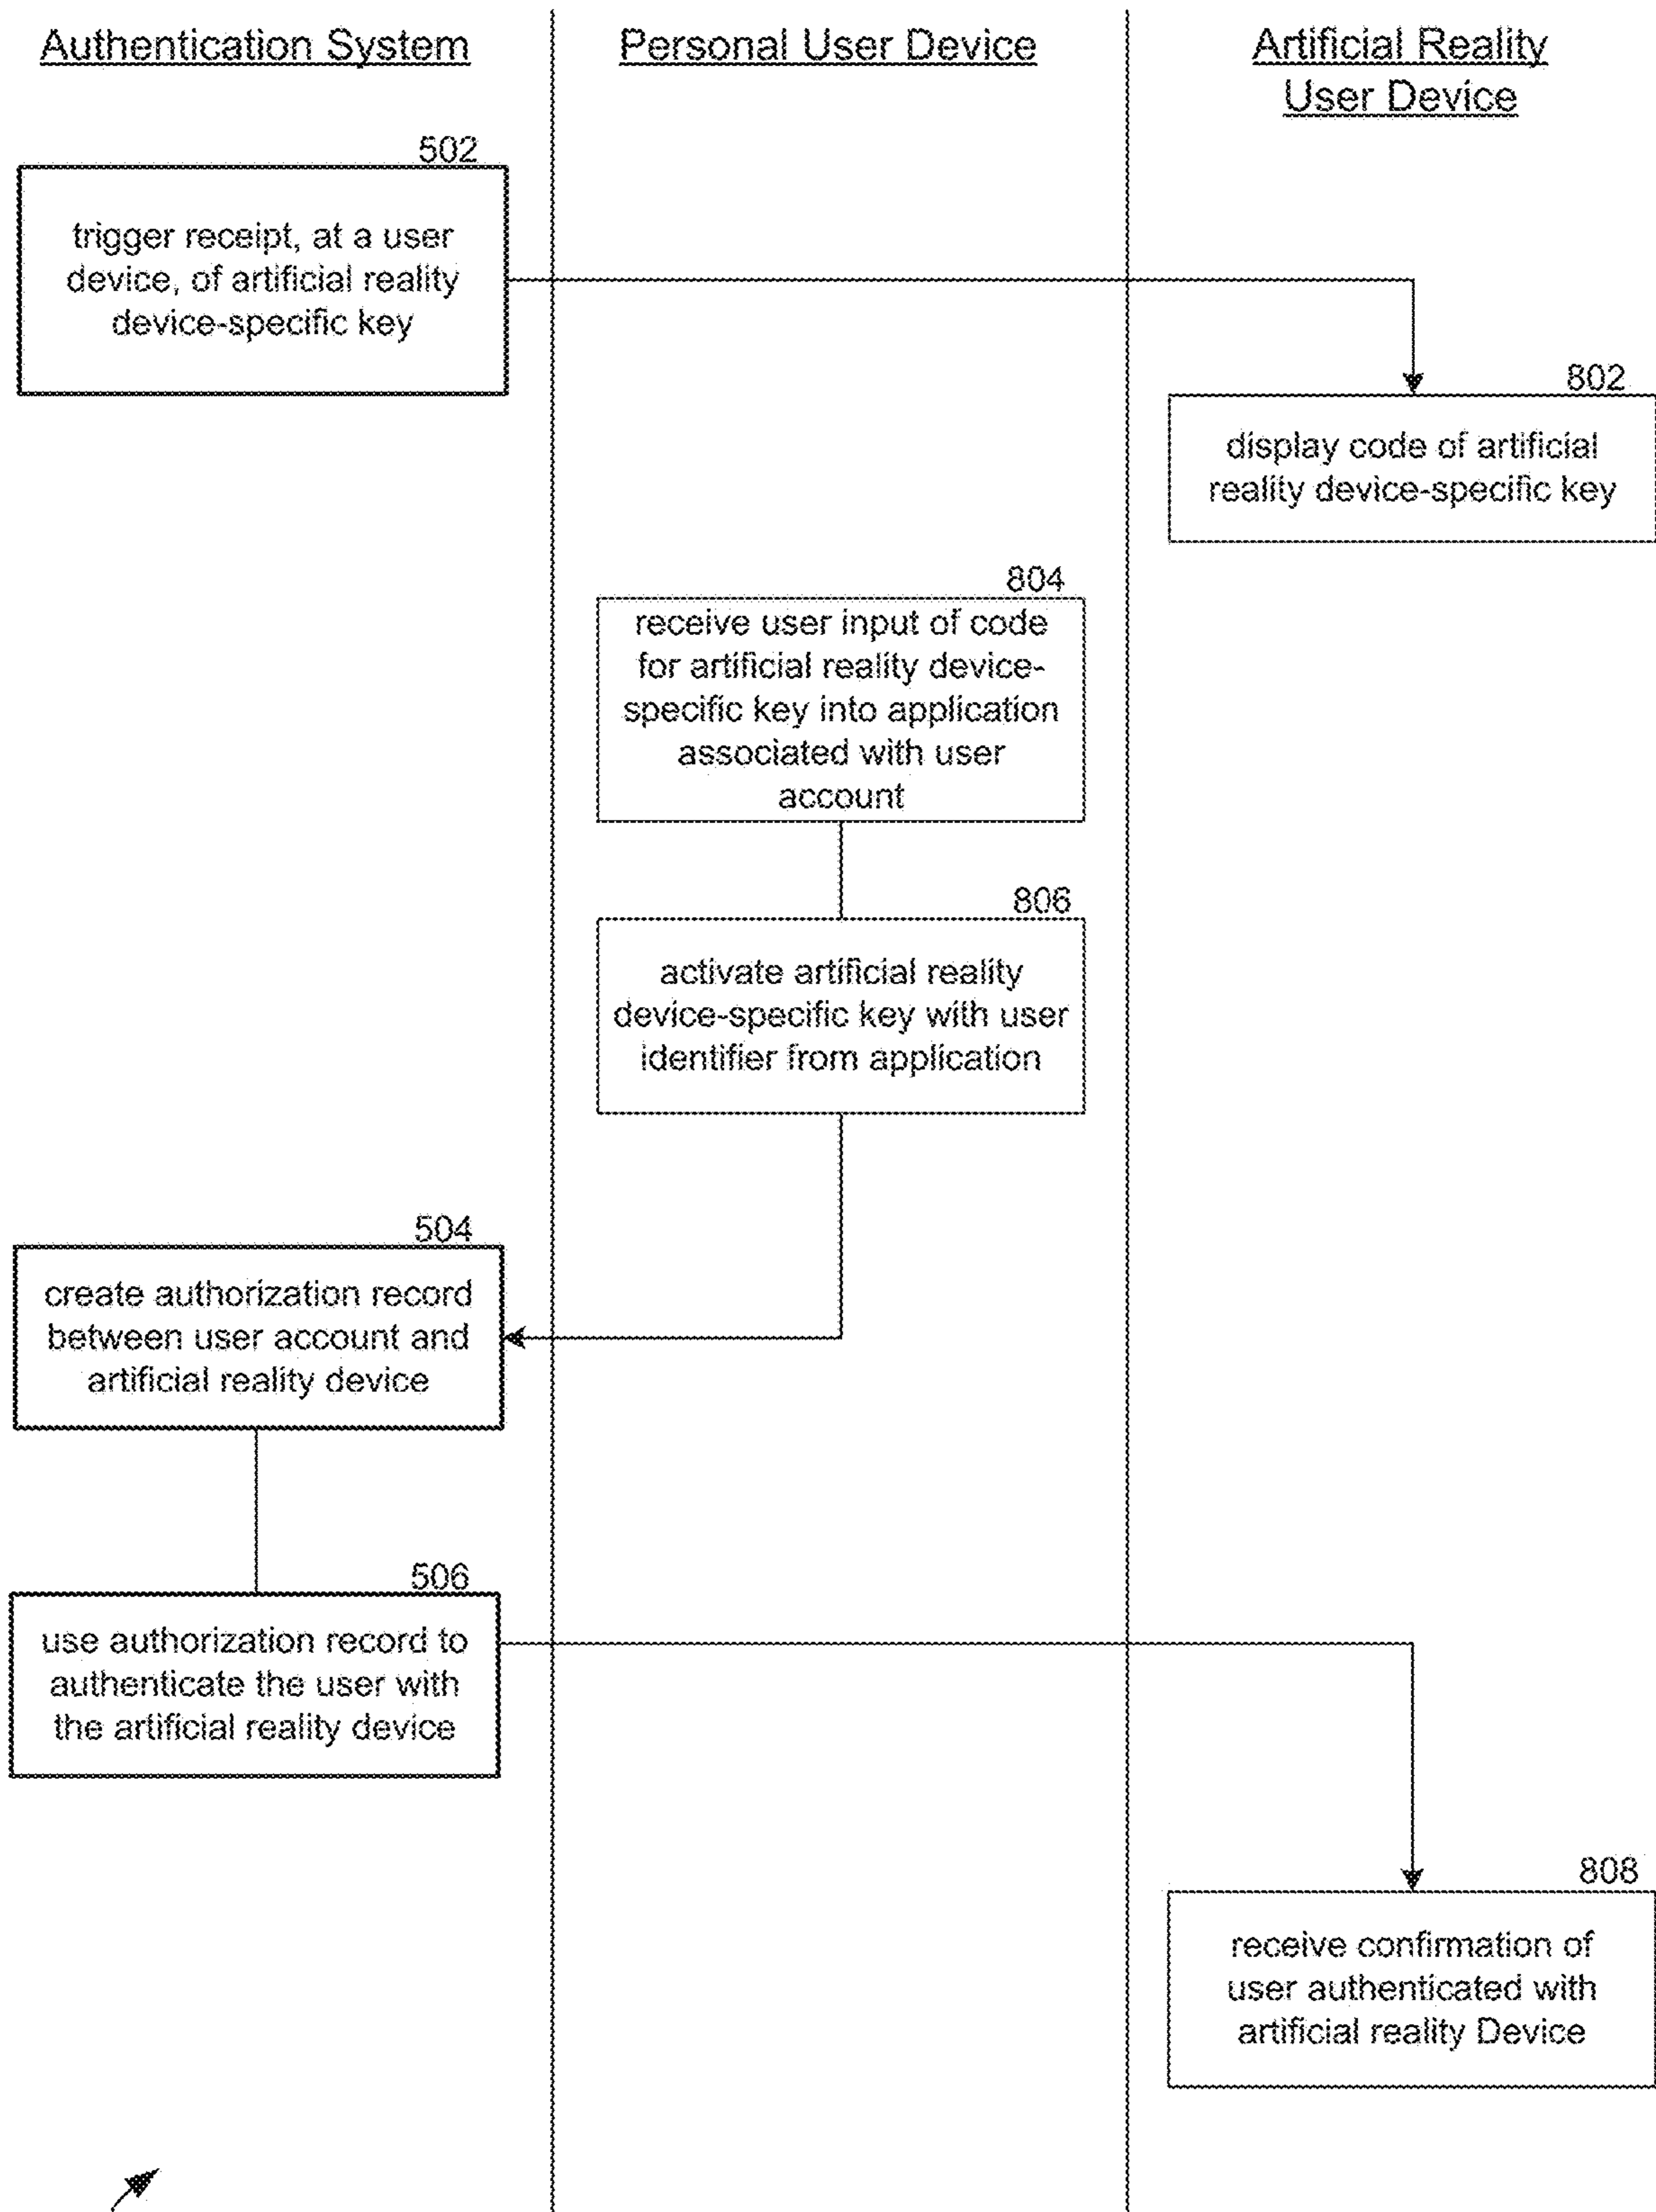 Authentication System
Personal User Device
Artificial Reality
User Device
502
trigger receipt, at a user
device, of artificial reality
device-specific key
802
display code of artificial
reality device-specific key
804
receive user input of code
for artificial reality device-
specific key into application
associated with user
account
806
activate artificial reality
device-specific key with user
identifier from application
504
create authorization record
between user account and
artificial reality device
506
use authorization record to
authenticate the user with
the artificial reality device
808
receive confirmation of
user authenticated with
artificial reality Device